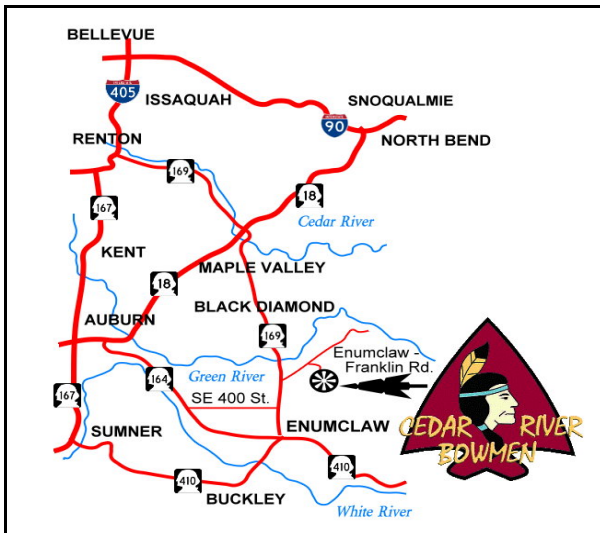 BELLEVUE
405
ISSAQUAH
SNOQUALMIE
90
NORTH BEND
RENTON
169
167
18
Cedar River
KENT
MAPLE VALLEY
18
BLACK DIAMOND
AUBURN
169
Enumclaw -
Franklin Rd.
Green River
164
SE 400 St.
167
CEDAR RIVER
BOWMEN
SUMNER
ENUMCLAW
410
410
BUCKLEY
White River